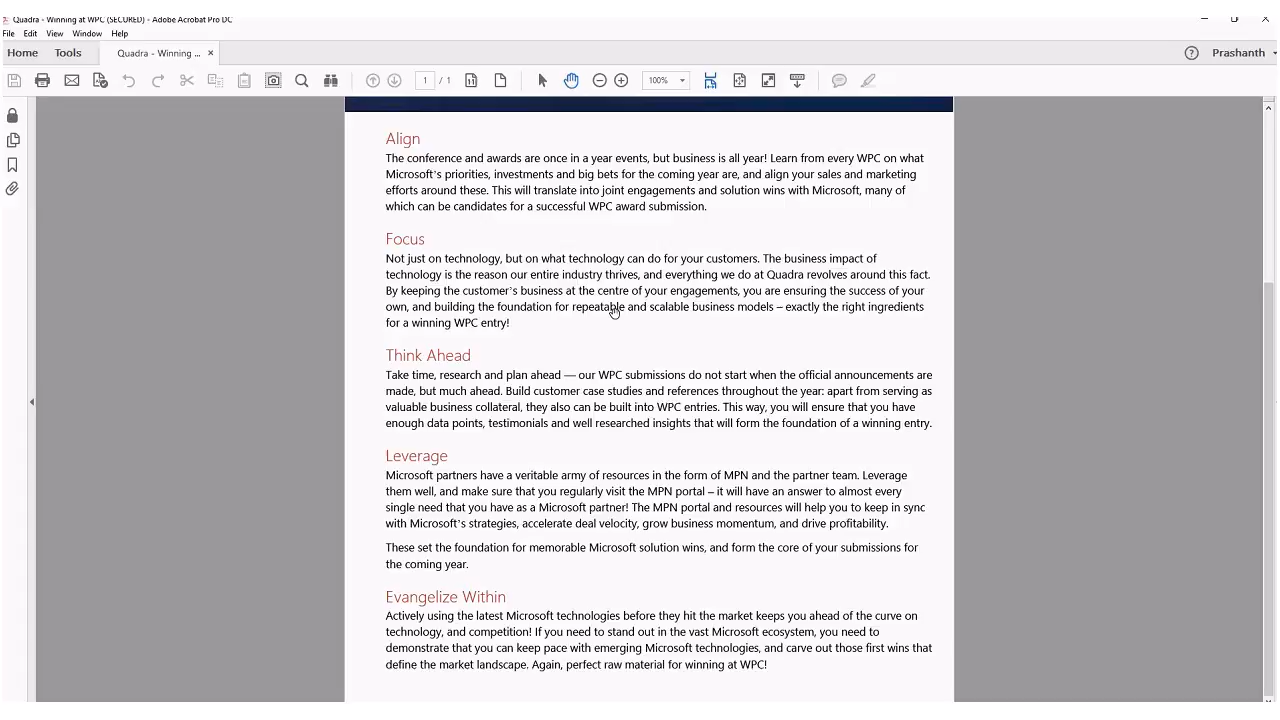 Quadra - Winning at WPC (SECURED) - Adobe Acrobat Pro DC
File Edit View Window Help
Home Tools Quadra - Winning ... × Prashanth
1 / 1 100%
Align
The conference and awards are once in a year events, but business is all year! Learn from every WPC on what
Microsoft's priorities, investments and big bets for the coming year are, and align your sales and marketing
efforts around these. This will translate into joint engagements and solution wins with Microsoft, many of
which can be candidates for a successful WPC award submission.
Focus
Not just on technology, but on what technology can do for your customers. The business impact of
technology is the reason our entire industry thrives, and everything we do at Quadra revolves around this fact.
By keeping the customer's business at the centre of your engagements, you are ensuring the success of your
own, and building the foundation for repeatable and scalable business models – exactly the right ingredients
for a winning WPC entry!
Think Ahead
Take time, research and plan ahead — our WPC submissions do not start when the official announcements are
made, but much ahead. Build customer case studies and references throughout the year: apart from serving as
valuable business collateral, they also can be built into WPC entries. This way, you will ensure that you have
enough data points, testimonials and well researched insights that will form the foundation of a winning entry.
Leverage
Microsoft partners have a veritable army of resources in the form of MPN and the partner team. Leverage
them well, and make sure that you regularly visit the MPN portal – it will have an answer to almost every
single need that you have as a Microsoft partner! The MPN portal and resources will help you to keep in sync
with Microsoft's strategies, accelerate deal velocity, grow business momentum, and drive profitability.
These set the foundation for memorable Microsoft solution wins, and form the core of your submissions for
the coming year.
Evangelize Within
Actively using the latest Microsoft technologies before they hit the market keeps you ahead of the curve on
technology, and competition! If you need to stand out in the vast Microsoft ecosystem, you need to
demonstrate that you can keep pace with emerging Microsoft technologies, and carve out those first wins that
define the market landscape. Again, perfect raw material for winning at WPC!